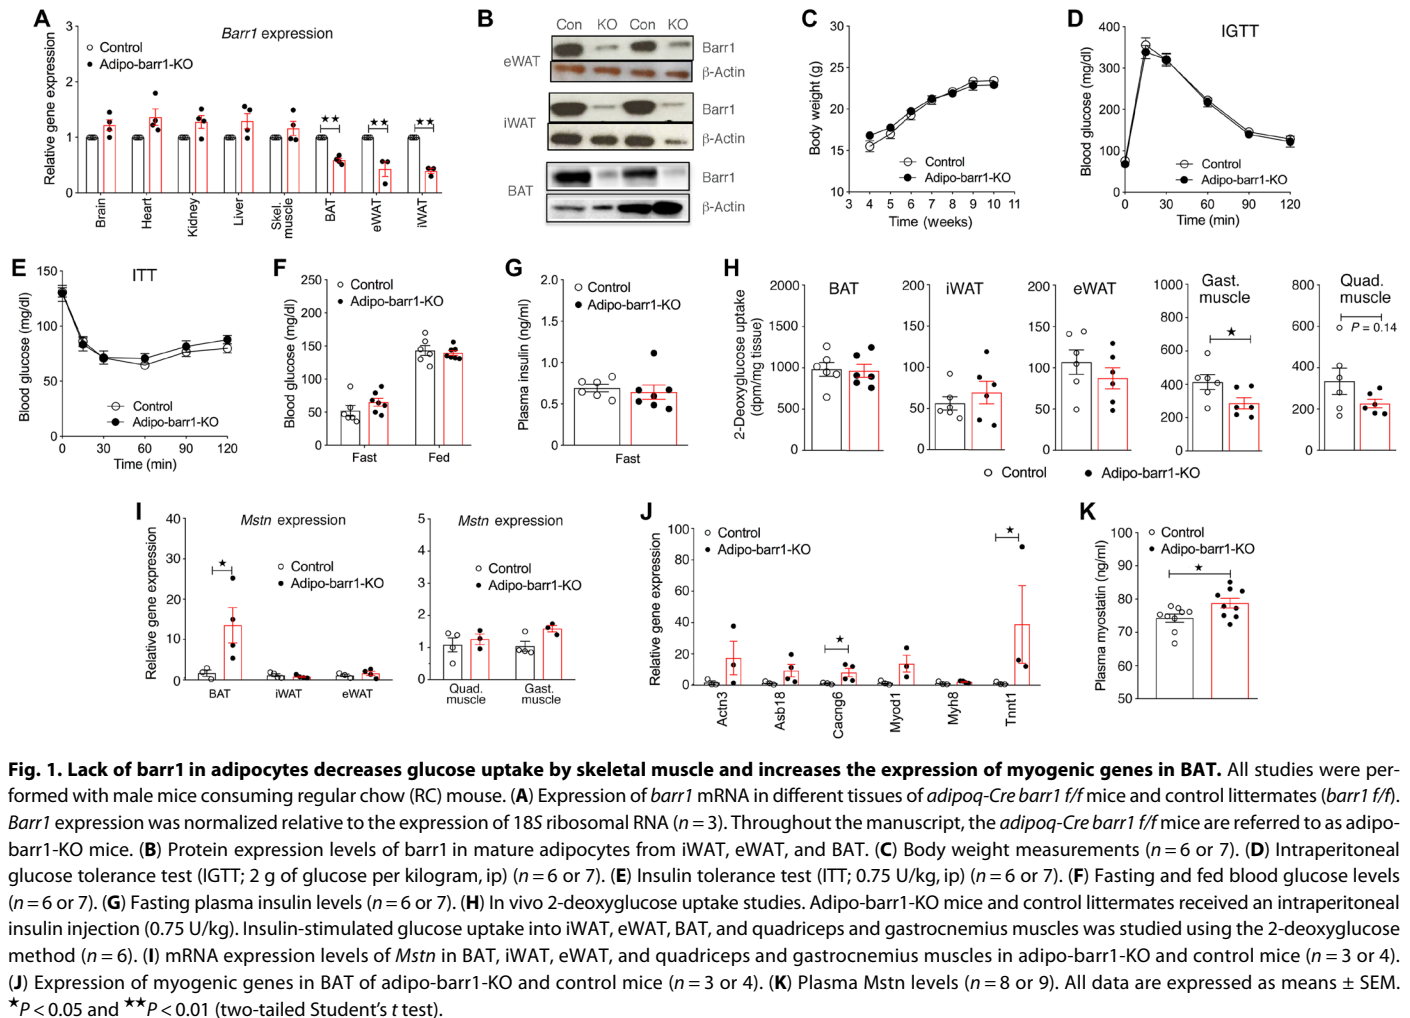 A
Barr1 expression
Control
Adipo-barr1-KO
Relative gene expression
3
2
1
0
★★
★★
★★
Brain
Heart
Kidney
Liver
Skel. muscle
BAT
eWAT
iWAT
B
Con KO Con KO
eWAT
Barr1
β-Actin
iWAT
Barr1
β-Actin
BAT
Barr1
β-Actin
C
Body weight (g)
30
25
20
15
10
Control
Adipo-barr1-KO
3 4 5 6 7 8 9 10 11
Time (weeks)
D
IGTT
Blood glucose (mg/dl)
400
300
200
100
0
Control
Adipo-barr1-KO
0 30 60 90 120
Time (min)
E
ITT
Blood glucose (mg/dl)
150
100
50
0
Control
Adipo-barr1-KO
0 30 60 90 120
Time (min)
F
Blood glucose (mg/dl)
250
200
150
100
50
0
Control
Adipo-barr1-KO
Fast Fed
G
Plasma insulin (ng/ml)
2.0
1.5
1.0
0.5
0.0
Control
Adipo-barr1-KO
Fast
H
2-Deoxyglucose uptake
(dpm/mg tissue)
BAT
2000
1500
1000
500
0
iWAT
200
150
100
50
0
eWAT
200
150
100
50
0
Gast.
muscle
1000
800
600
400
200
0
★
Quad.
muscle
800
600
400
200
0
P = 0.14
Control Adipo-barr1-KO
I
Mstn expression
Relative gene expression
40
30
20
10
0
★
Control
Adipo-barr1-KO
BAT iWAT eWAT
Mstn expression
5
4
3
2
1
0
Control
Adipo-barr1-KO
Quad. muscle
Gast. muscle
J
Relative gene expression
100
80
60
40
20
0
Control
Adipo-barr1-KO
★
★
Actn3
Asb18
Cacng6
Myod1
Myh8
Tnnt1
K
Plasma myostatin (ng/ml)
100
90
80
70
60
50
Control
Adipo-barr1-KO
★
Fig. 1. Lack of barr1 in adipocytes decreases glucose uptake by skeletal muscle and increases the expression of myogenic genes in BAT. All studies were per-
formed with male mice consuming regular chow (RC) mouse. (A) Expression of barr1 mRNA in different tissues of adipoq-Cre barr1 f/f mice and control littermates (barr1 f/f).
Barr1 expression was normalized relative to the expression of 18S ribosomal RNA (n = 3). Throughout the manuscript, the adipoq-Cre barr1 f/f mice are referred to as adipo-
barr1-KO mice. (B) Protein expression levels of barr1 in mature adipocytes from iWAT, eWAT, and BAT. (C) Body weight measurements (n = 6 or 7). (D) Intraperitoneal
glucose tolerance test (IGTT; 2 g of glucose per kilogram, ip) (n = 6 or 7). (E) Insulin tolerance test (ITT; 0.75 U/kg, ip) (n = 6 or 7). (F) Fasting and fed blood glucose levels
(n = 6 or 7). (G) Fasting plasma insulin levels (n = 6 or 7). (H) In vivo 2-deoxyglucose uptake studies. Adipo-barr1-KO mice and control littermates received an intraperitoneal
insulin injection (0.75 U/kg). Insulin-stimulated glucose uptake into iWAT, eWAT, BAT, and quadriceps and gastrocnemius muscles was studied using the 2-deoxyglucose
method (n = 6). (I) mRNA expression levels of Mstn in BAT, iWAT, eWAT, and quadriceps and gastrocnemius muscles in adipo-barr1-KO and control mice (n = 3 or 4).
(J) Expression of myogenic genes in BAT of adipo-barr1-KO and control mice (n = 3 or 4). (K) Plasma Mstn levels (n = 8 or 9). All data are expressed as means ± SEM.
★P < 0.05 and ★★P < 0.01 (two-tailed Student's t test).